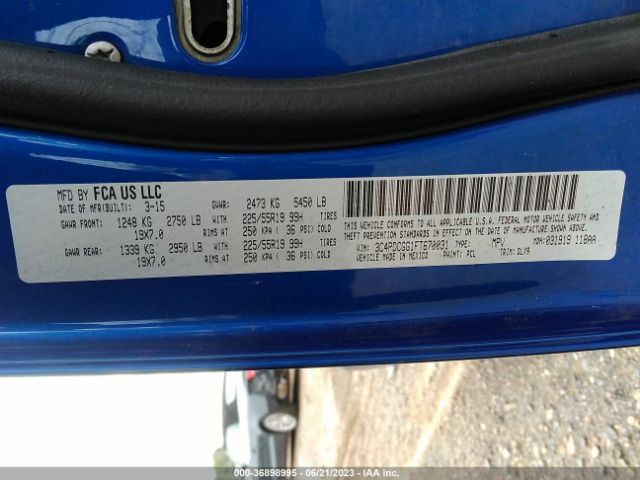 MFD BY FCA US LLC
DATE OF MFR(BUILT): 3-15 GVWR: 2473 KG 5450 LB
GAWR FRONT: 1248 KG 2750 LB WITH 225/55R19 99H TIRES
19X7.0 RIMS AT 250 KPA ( 36 PSI) COLD
GAWR REAR: 1339 KG 2950 LB WITH 225/55R19 99H TIRES
19X7.0 RIMS AT 250 KPA ( 36 PSI) COLD
THIS VEHICLE CONFORMS TO ALL APPLICABLE U.S.A. FEDERAL MOTOR VEHICLE SAFETY AND
THEFT PREVENTION STANDARDS IN EFFECT ON THE DATE OF MANUFACTURE SHOWN ABOVE
VIN: 3C4PDCGG1FT670031 TYPE: MPV MDH: 031919 118AA
VEHICLE MADE IN MEXICO PAINT: PCL TRIM: DLX9
000-36898995 - 06/21/2023 - IAA Inc.